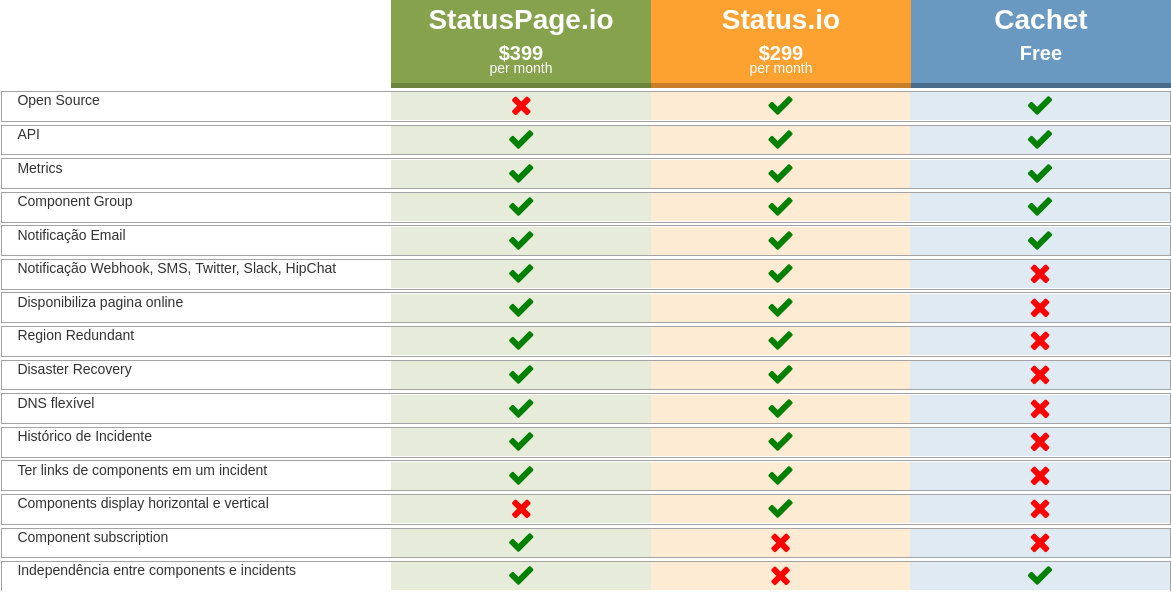 StatusPage.io Status.io Cachet
$399 $299 Free
per month per month
Open Source
API
Metrics
Component Group
Notificação Email
Notificação Webhook, SMS, Twitter, Slack, HipChat
Disponibiliza pagina online
Region Redundant
Disaster Recovery
DNS flexível
Histórico de Incidente
Ter links de componentes em um incident
Components display horizontal e vertical
Component subscription
Independência entre components e incidents